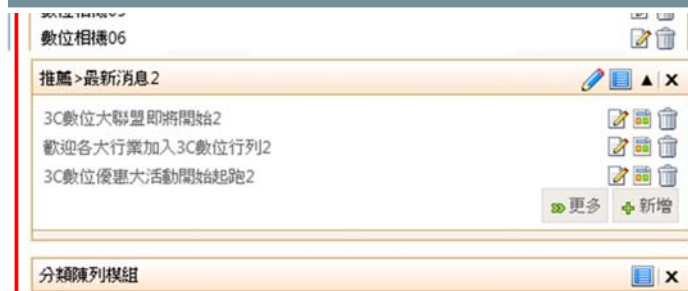 數位相機06
推薦>最新消息2
3C數位大聯盟即將開始2
歡迎各大行業加入3C數位行列2
3C數位優惠大活動開始起跑2
更多 新增
分類陳列模組